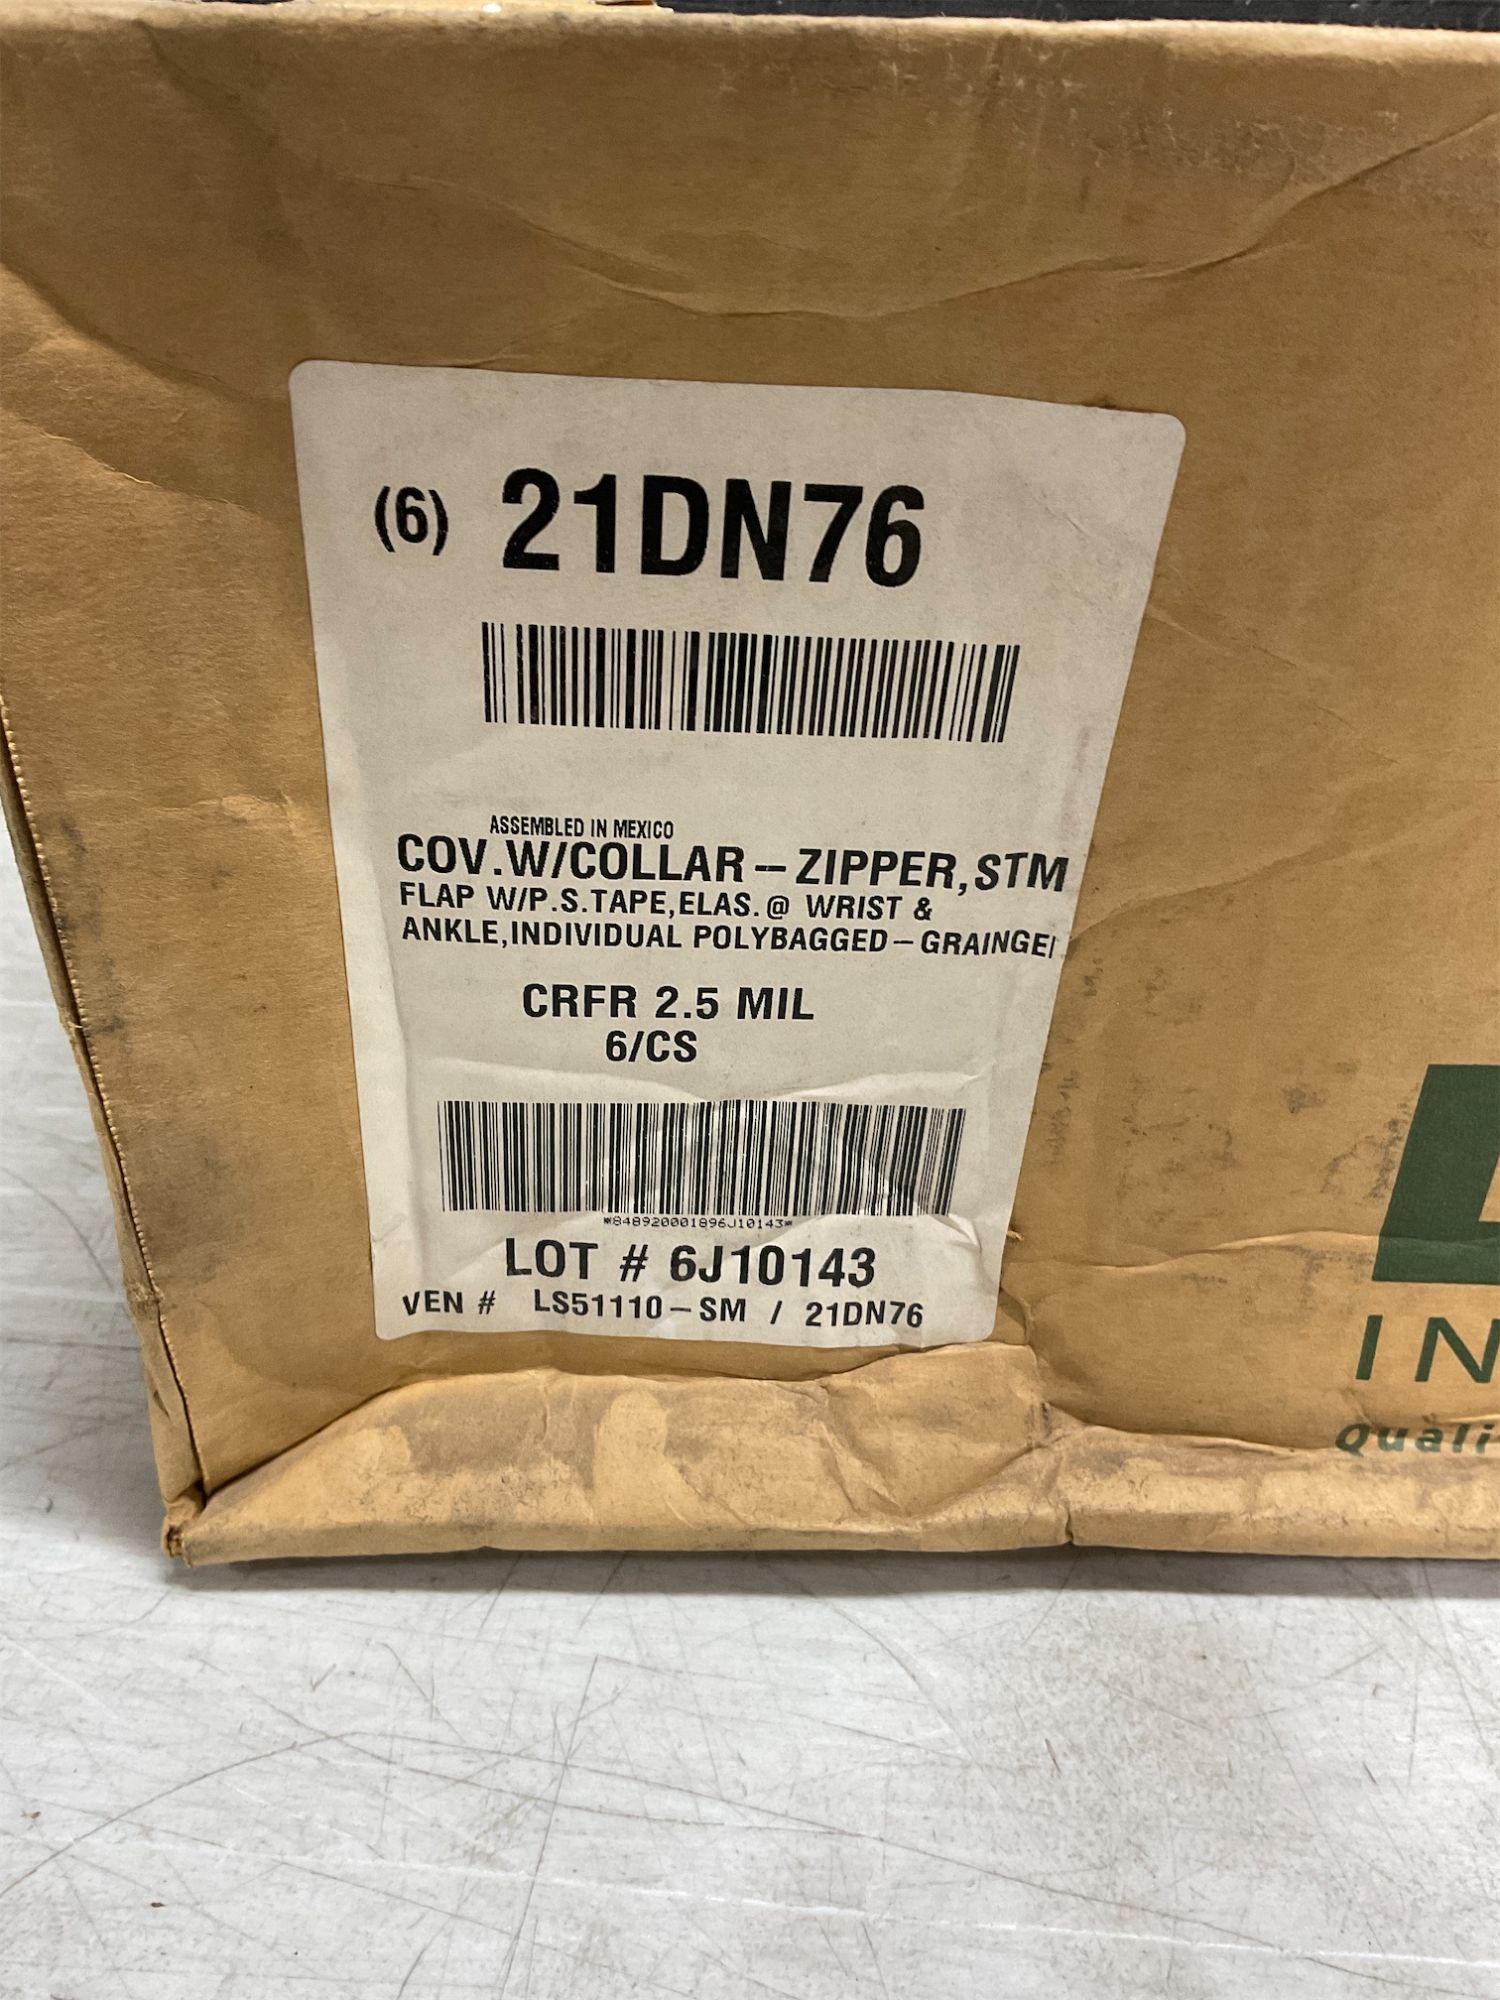 (6) 21DN76
ASSEMBLED IN MEXICO
COV.W/COLLAR – ZIPPER,STM
FLAP W/P.S.TAPE,ELAS.@ WRIST &
ANKLE,INDIVIDUAL POLYBAGGED – GRAINGE
CRFR 2.5 MIL
6/CS
*848920001896J10143*
LOT # 6J10143
VEN # LS51110 – SM / 21DN76
IN
Quali